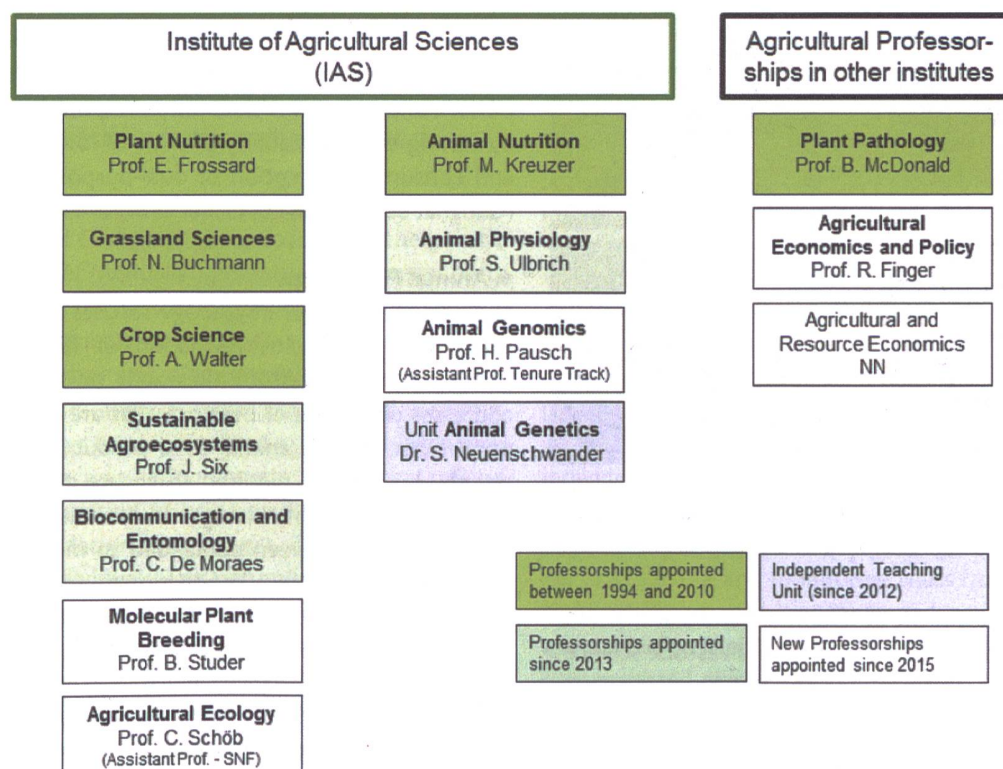 Institute of Agricultural Sciences
(IAS)
Agricultural Professor-
ships in other institutes
Plant Nutrition
Prof. E. Frossard
Grassland Sciences
Prof. N. Buchmann
Crop Science
Prof. A. Walter
Sustainable
Agroecosystems
Prof. J. Six
Biocommunication and
Entomology
Prof. C. De Moraes
Molecular Plant
Breeding
Prof. B. Studer
Agricultural Ecology
Prof. C. Schöb
(Assistant Prof. - SNF)
Animal Nutrition
Prof. M. Kreuzer
Animal Physiology
Prof. S. Ulbrich
Animal Genomics
Prof. H. Pausch
(Assistant Prof. Tenure Track)
Unit Animal Genetics
Dr. S. Neuenschwander
Plant Pathology
Prof. B. McDonald
Agricultural
Economics and Policy
Prof. R. Finger
Agricultural and
Resource Economics
NN
Professorships appointed
between 1994 and 2010
Independent Teaching
Unit (since 2012)
Professorships appointed
since 2013
New Professorships
appointed since 2015